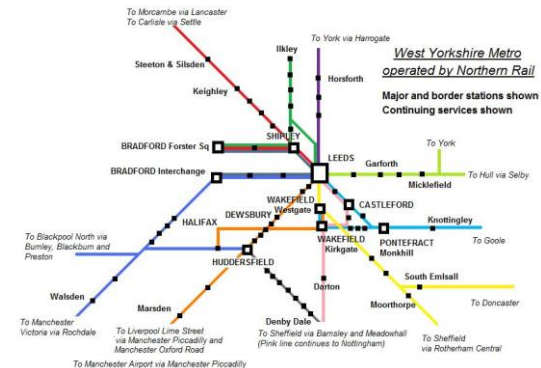 To Morcambe via Lancaster
To Carlisle via Settle
Ilkley
To York via Harrogate
West Yorkshire Metro
operated by Northern Rail
Steeton & Silsden
Horsforth
Major and border stations shown
Continuing services shown
Keighley
SHIPLEY
To York
BRADFORD Forster Sq
LEEDS
Garforth
BRADFORD Interchange
Micklefield
To Hull via Selby
WAKEFIELD
Westgate
CASTLEFORD
HALIFAX
DEWSBURY
Knottingley
To Blackpool North via
Burnley, Blackburn and
Preston
WAKEFIELD
Kirkgate
PONTEFRACT
Monkhill
To Goole
HUDDERSFIELD
South Emlsall
Darton
Walsden
Moorthorpe
To Doncaster
Marsden
Denby Dale
To Manchester
Victoria via Rochdale
To Liverpool Lime Street
via Manchester Piccadilly and
Manchester Oxford Road
To Sheffield via Barnsley and Meadowhall
(Pink line continues to Nottingham)
To Sheffield
via Rotherham Central
To Manchester Airport via Manchester Piccadilly